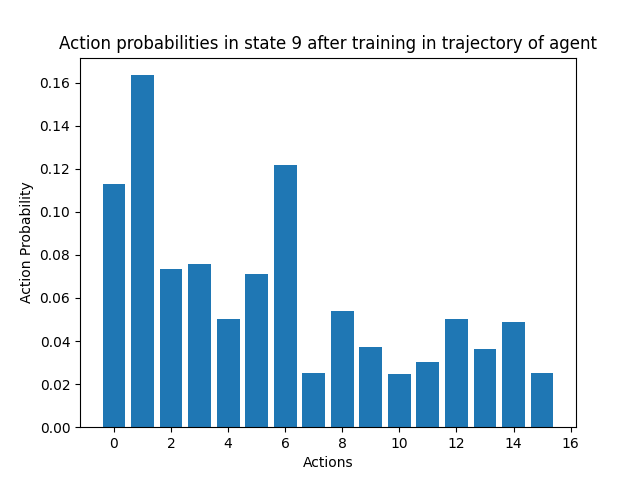 Action probabilities in state 9 after training in trajectory of agent
0.16
0.14
0.12
0.10
0.08
0.06
0.04
0.02
0.00
Action Probability
0 2 4 6 8 10 12 14 16
Actions